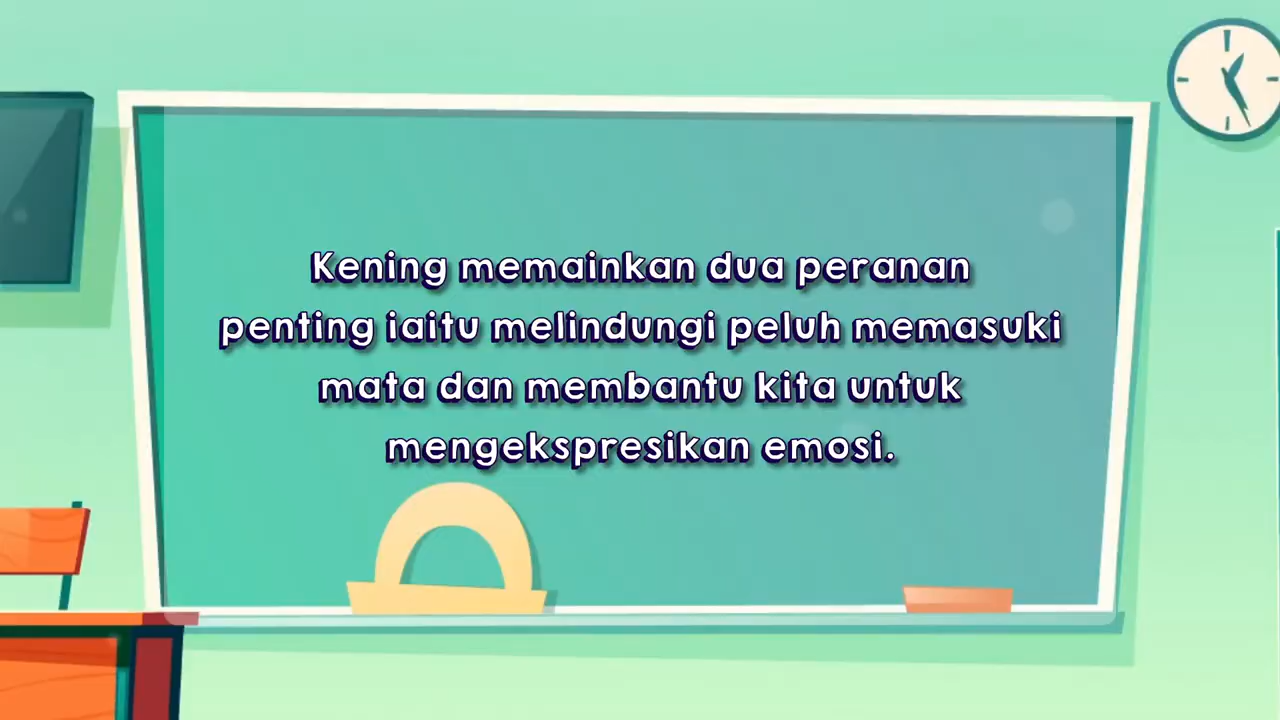 Kening memainkan dua peranan
penting iaitu melindungi peluh memasuki
mata dan membantu kita untuk
mengekspresikan emosi.